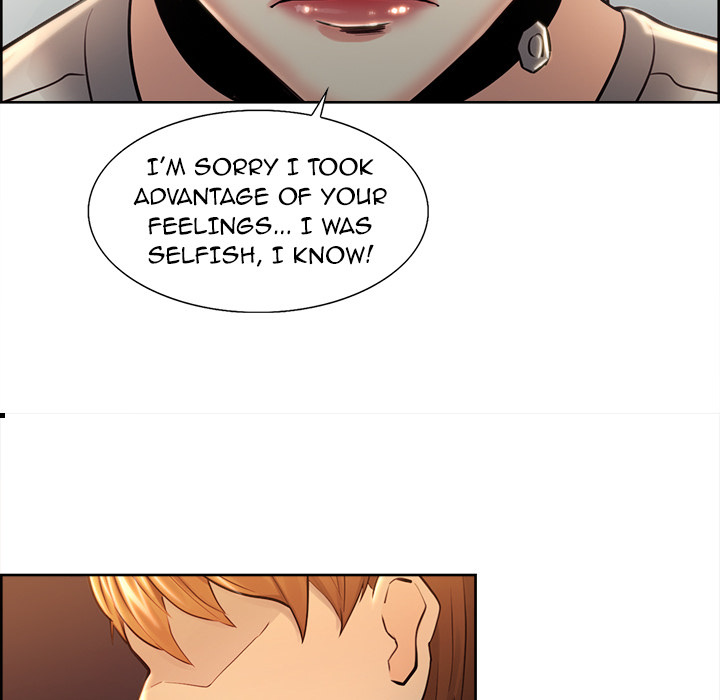 I'M SORRY I TOOK
ADVANTAGE OF YOUR
FEELINGS... I WAS
SELFISH, I KNOW!